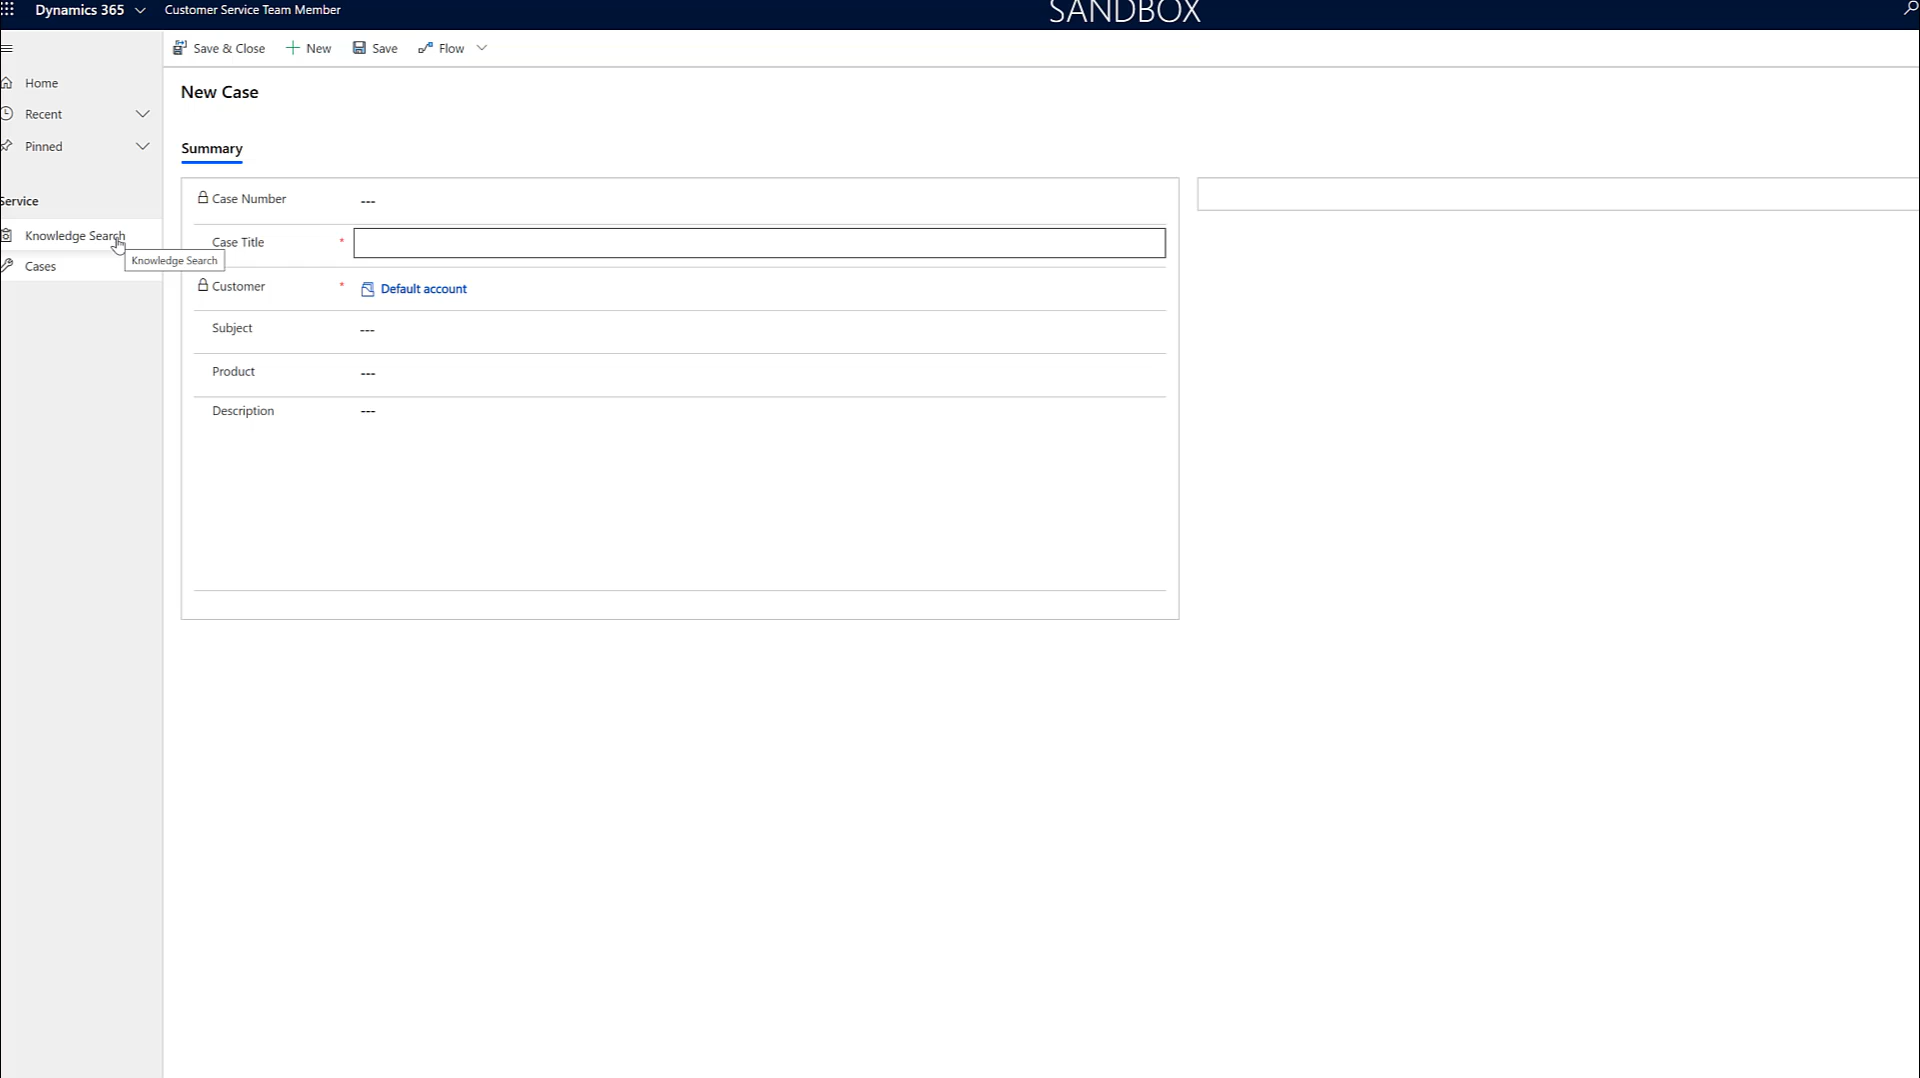 Dynamics 365 Customer Service Team Member SANDBOX
Save & Close New Save Flow
Home
Recent
Pinned
Service
Knowledge Search
Knowledge Search
Cases
New Case
Summary
Case Number ---
Case Title *
Customer * Default account
Subject ---
Product ---
Description ---